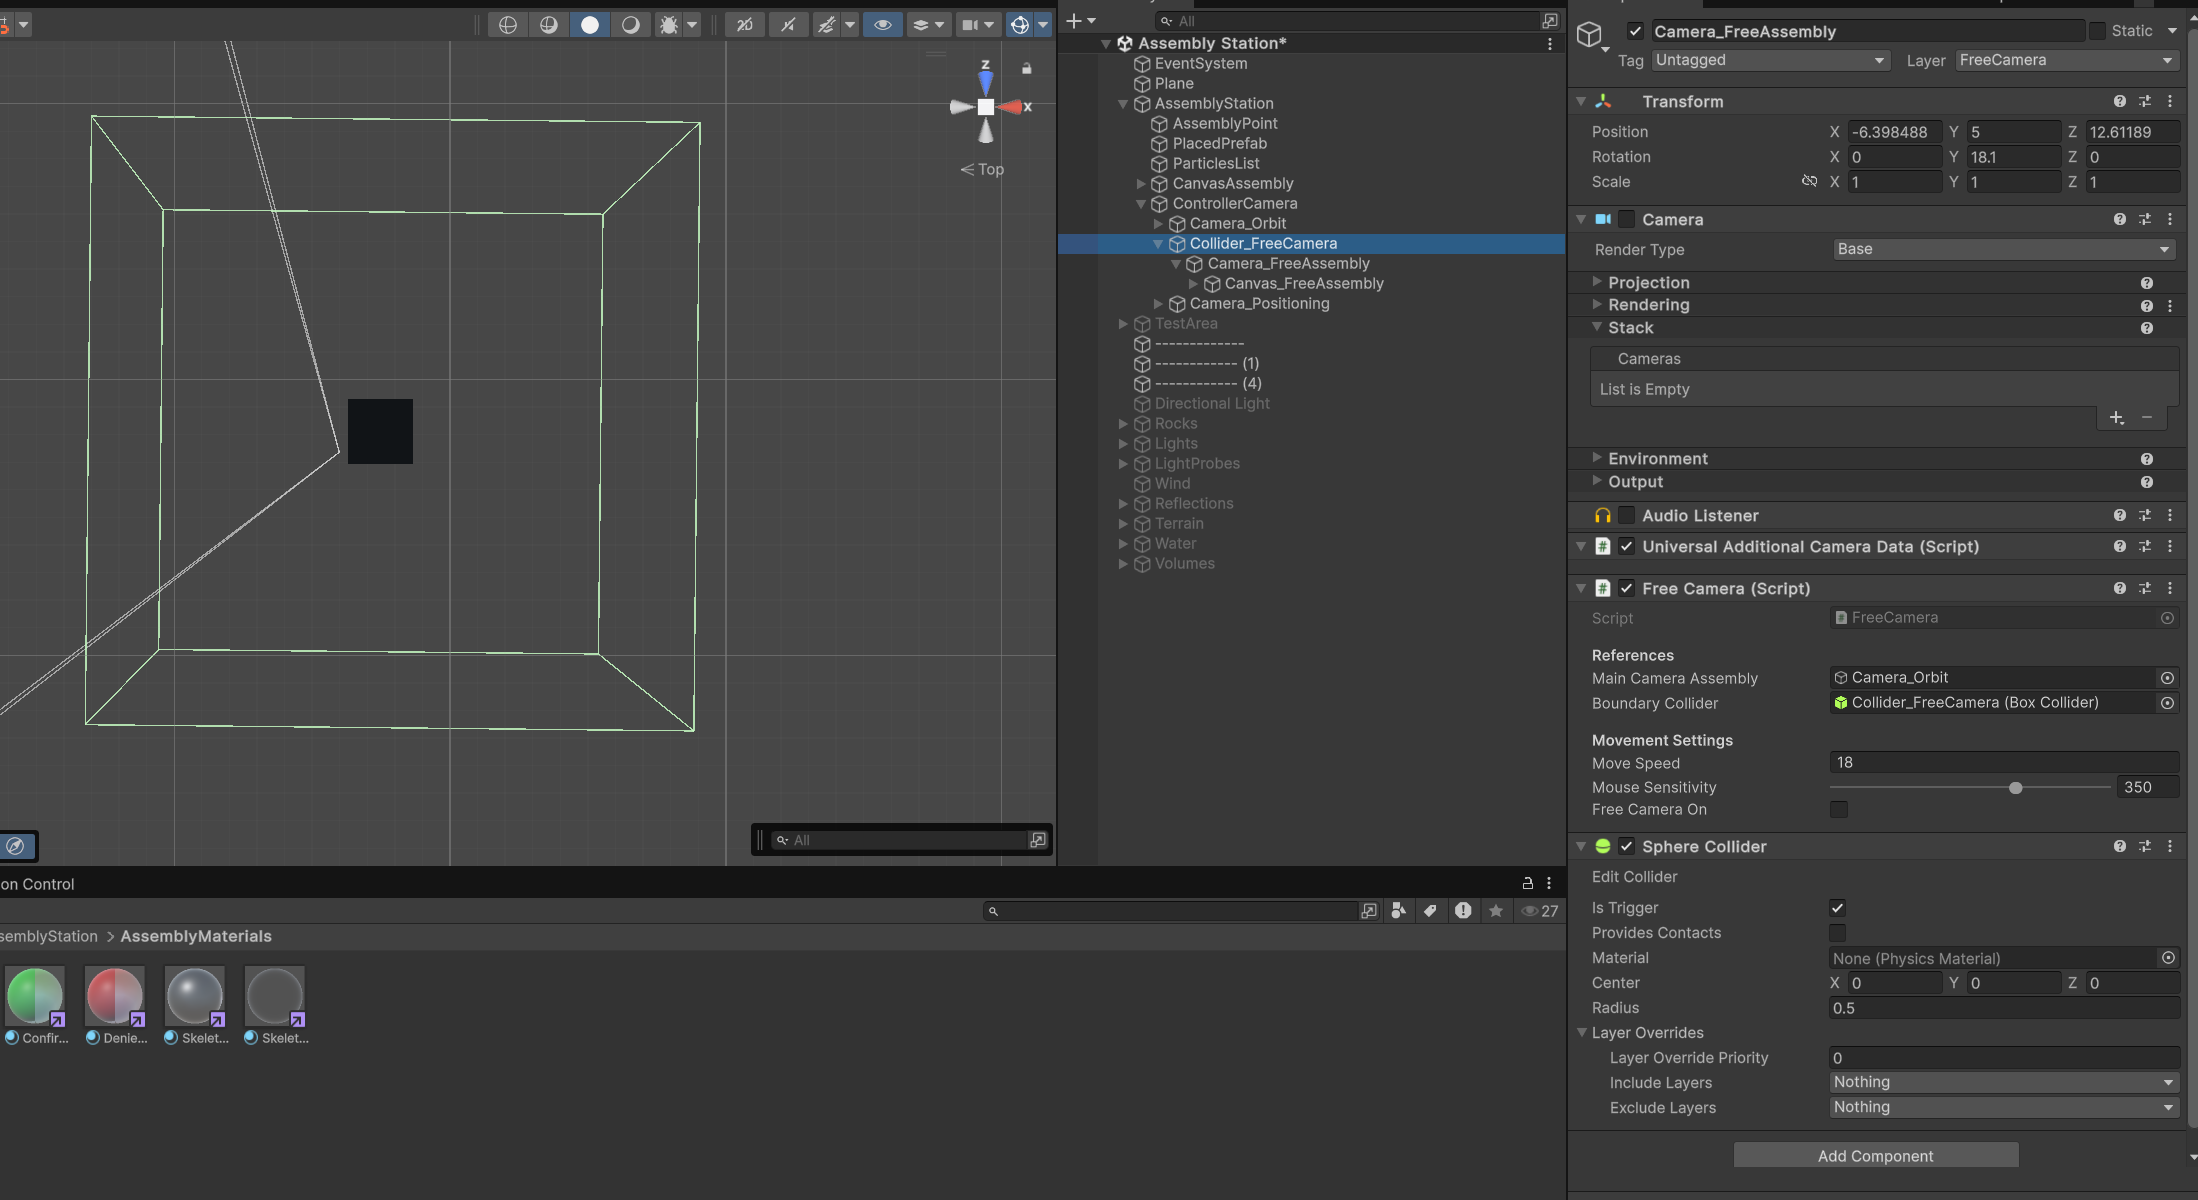 All
z
x
Top
All
Assembly Station*
EventSystem
Plane
AssemblyStation
AssemblyPoint
PlacedPrefab
ParticlesList
CanvasAssembly
ControllerCamera
Camera_Orbit
Collider_FreeCamera
Camera_FreeAssembly
Canvas_FreeAssembly
Camera_Positioning
TestArea
-------------
------------ (1)
------------ (4)
Directional Light
Rocks
Lights
LightProbes
Wind
Reflections
Terrain
Water
Volumes
Camera_FreeAssembly Static
Tag Untagged Layer FreeCamera
Transform
Position X -6.398488 Y 5 Z 12.61189
Rotation X 0 Y 18.1 Z 0
Scale X 1 Y 1 Z 1
Camera
Render Type Base
Projection
Rendering
Stack
Cameras
List is Empty
Environment
Output
Audio Listener
# Universal Additional Camera Data (Script)
# Free Camera (Script)
Script FreeCamera
References
Main Camera Assembly Camera_Orbit
Boundary Collider Collider_FreeCamera (Box Collider)
Movement Settings
Move Speed 18
Mouse Sensitivity 350
Free Camera On
Sphere Collider
Edit Collider
Is Trigger
Provides Contacts
Material None (Physics Material)
Center X 0 Y 0 Z 0
Radius 0.5
Layer Overrides
Layer Override Priority 0
Include Layers Nothing
Exclude Layers Nothing
Add Component
on Control
27
semblyStation > AssemblyMaterials
Confir... Denie... Skelet... Skelet...